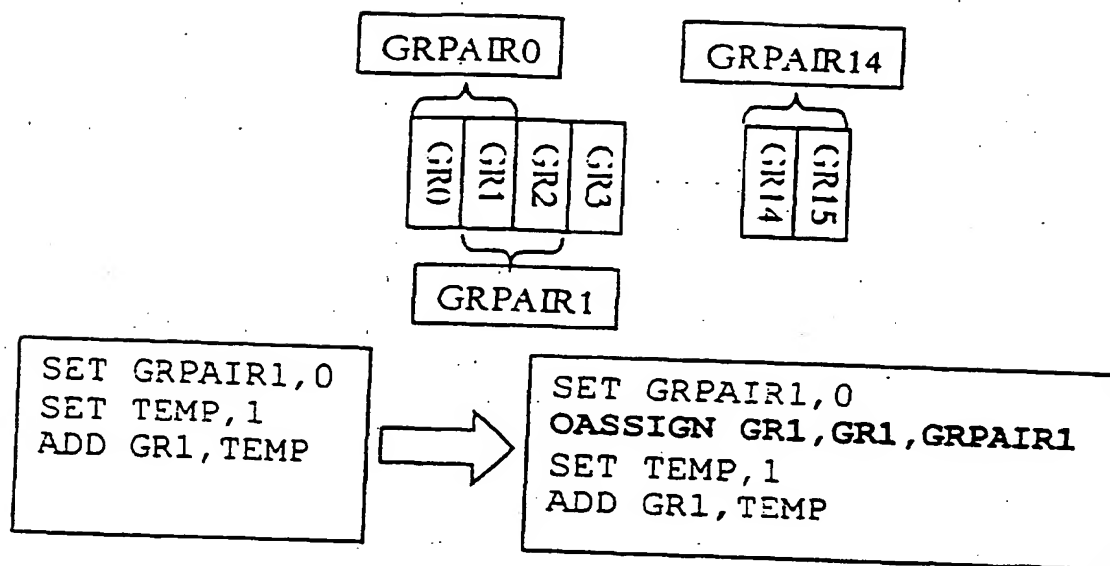 GRPAIR0
GRPAIR14
GR0 GR1 GR2 GR3
GR14 GR15
GRPAIR1
SET GRPAIR1,0
SET TEMP,1
ADD GR1,TEMP
SET GRPAIR1,0
OASSIGN GR1,GR1,GRPAIR1
SET TEMP,1
ADD GR1,TEMP